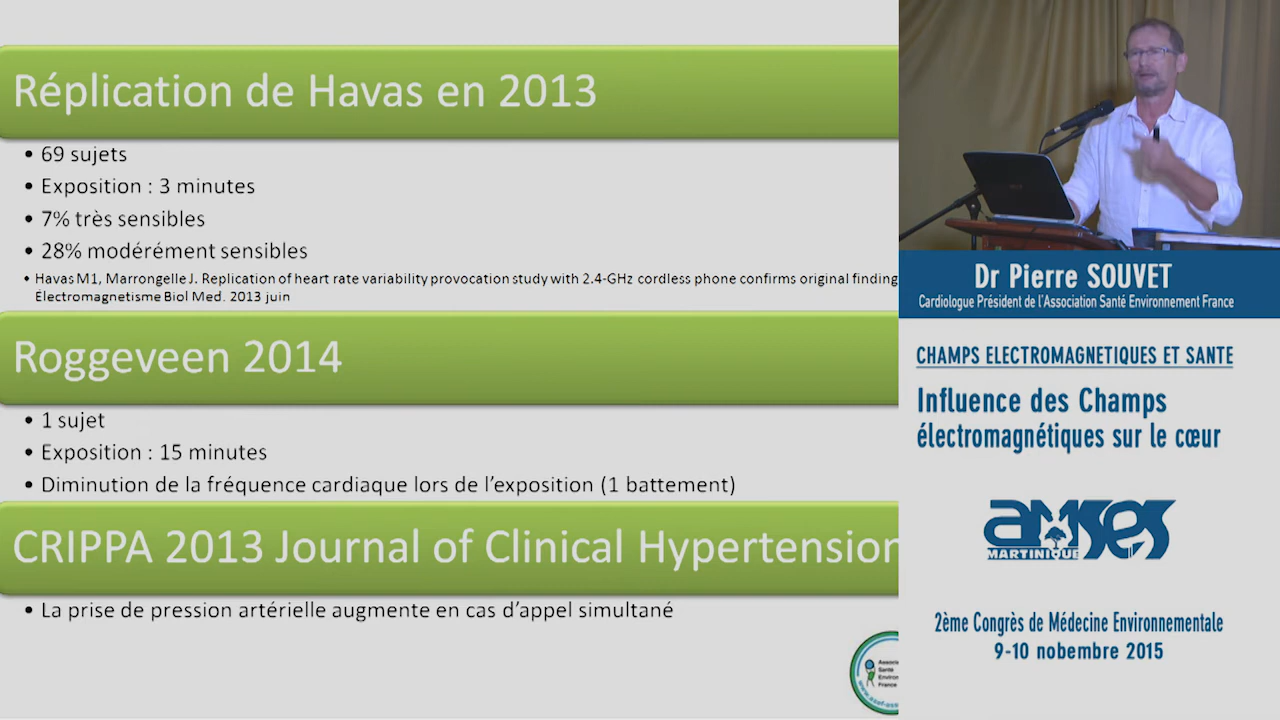 Réplication de Havas en 2013
• 69 sujets
• Exposition : 3 minutes
• 7% très sensibles
• 28% modérément sensibles
• Havas M1, Marrongelle J. Replication of heart rate variability provocation study with 2.4-GHz cordless phone confirms original finding
Électromagnetisme Biol Med. 2013 juin
Roggeveen 2014
• 1 sujet
• Exposition : 15 minutes
• Diminution de la fréquence cardiaque lors de l'exposition (1 battement)
CRIPPA 2013 Journal of Clinical Hypertension
• La prise de pression artérielle augmente en cas d'appel simultané
Dr Pierre SOUVET
Cardiologue Président de l'Association Santé Environnement France
CHAMPS ELECTROMAGNETIQUES ET SANTE
Influence des Champs
électromagnétiques sur le cœur
AMSES
MARTINIQUE
2ème Congrès de Médecine Environnementale
9-10 nobembre 2015
Santé
France